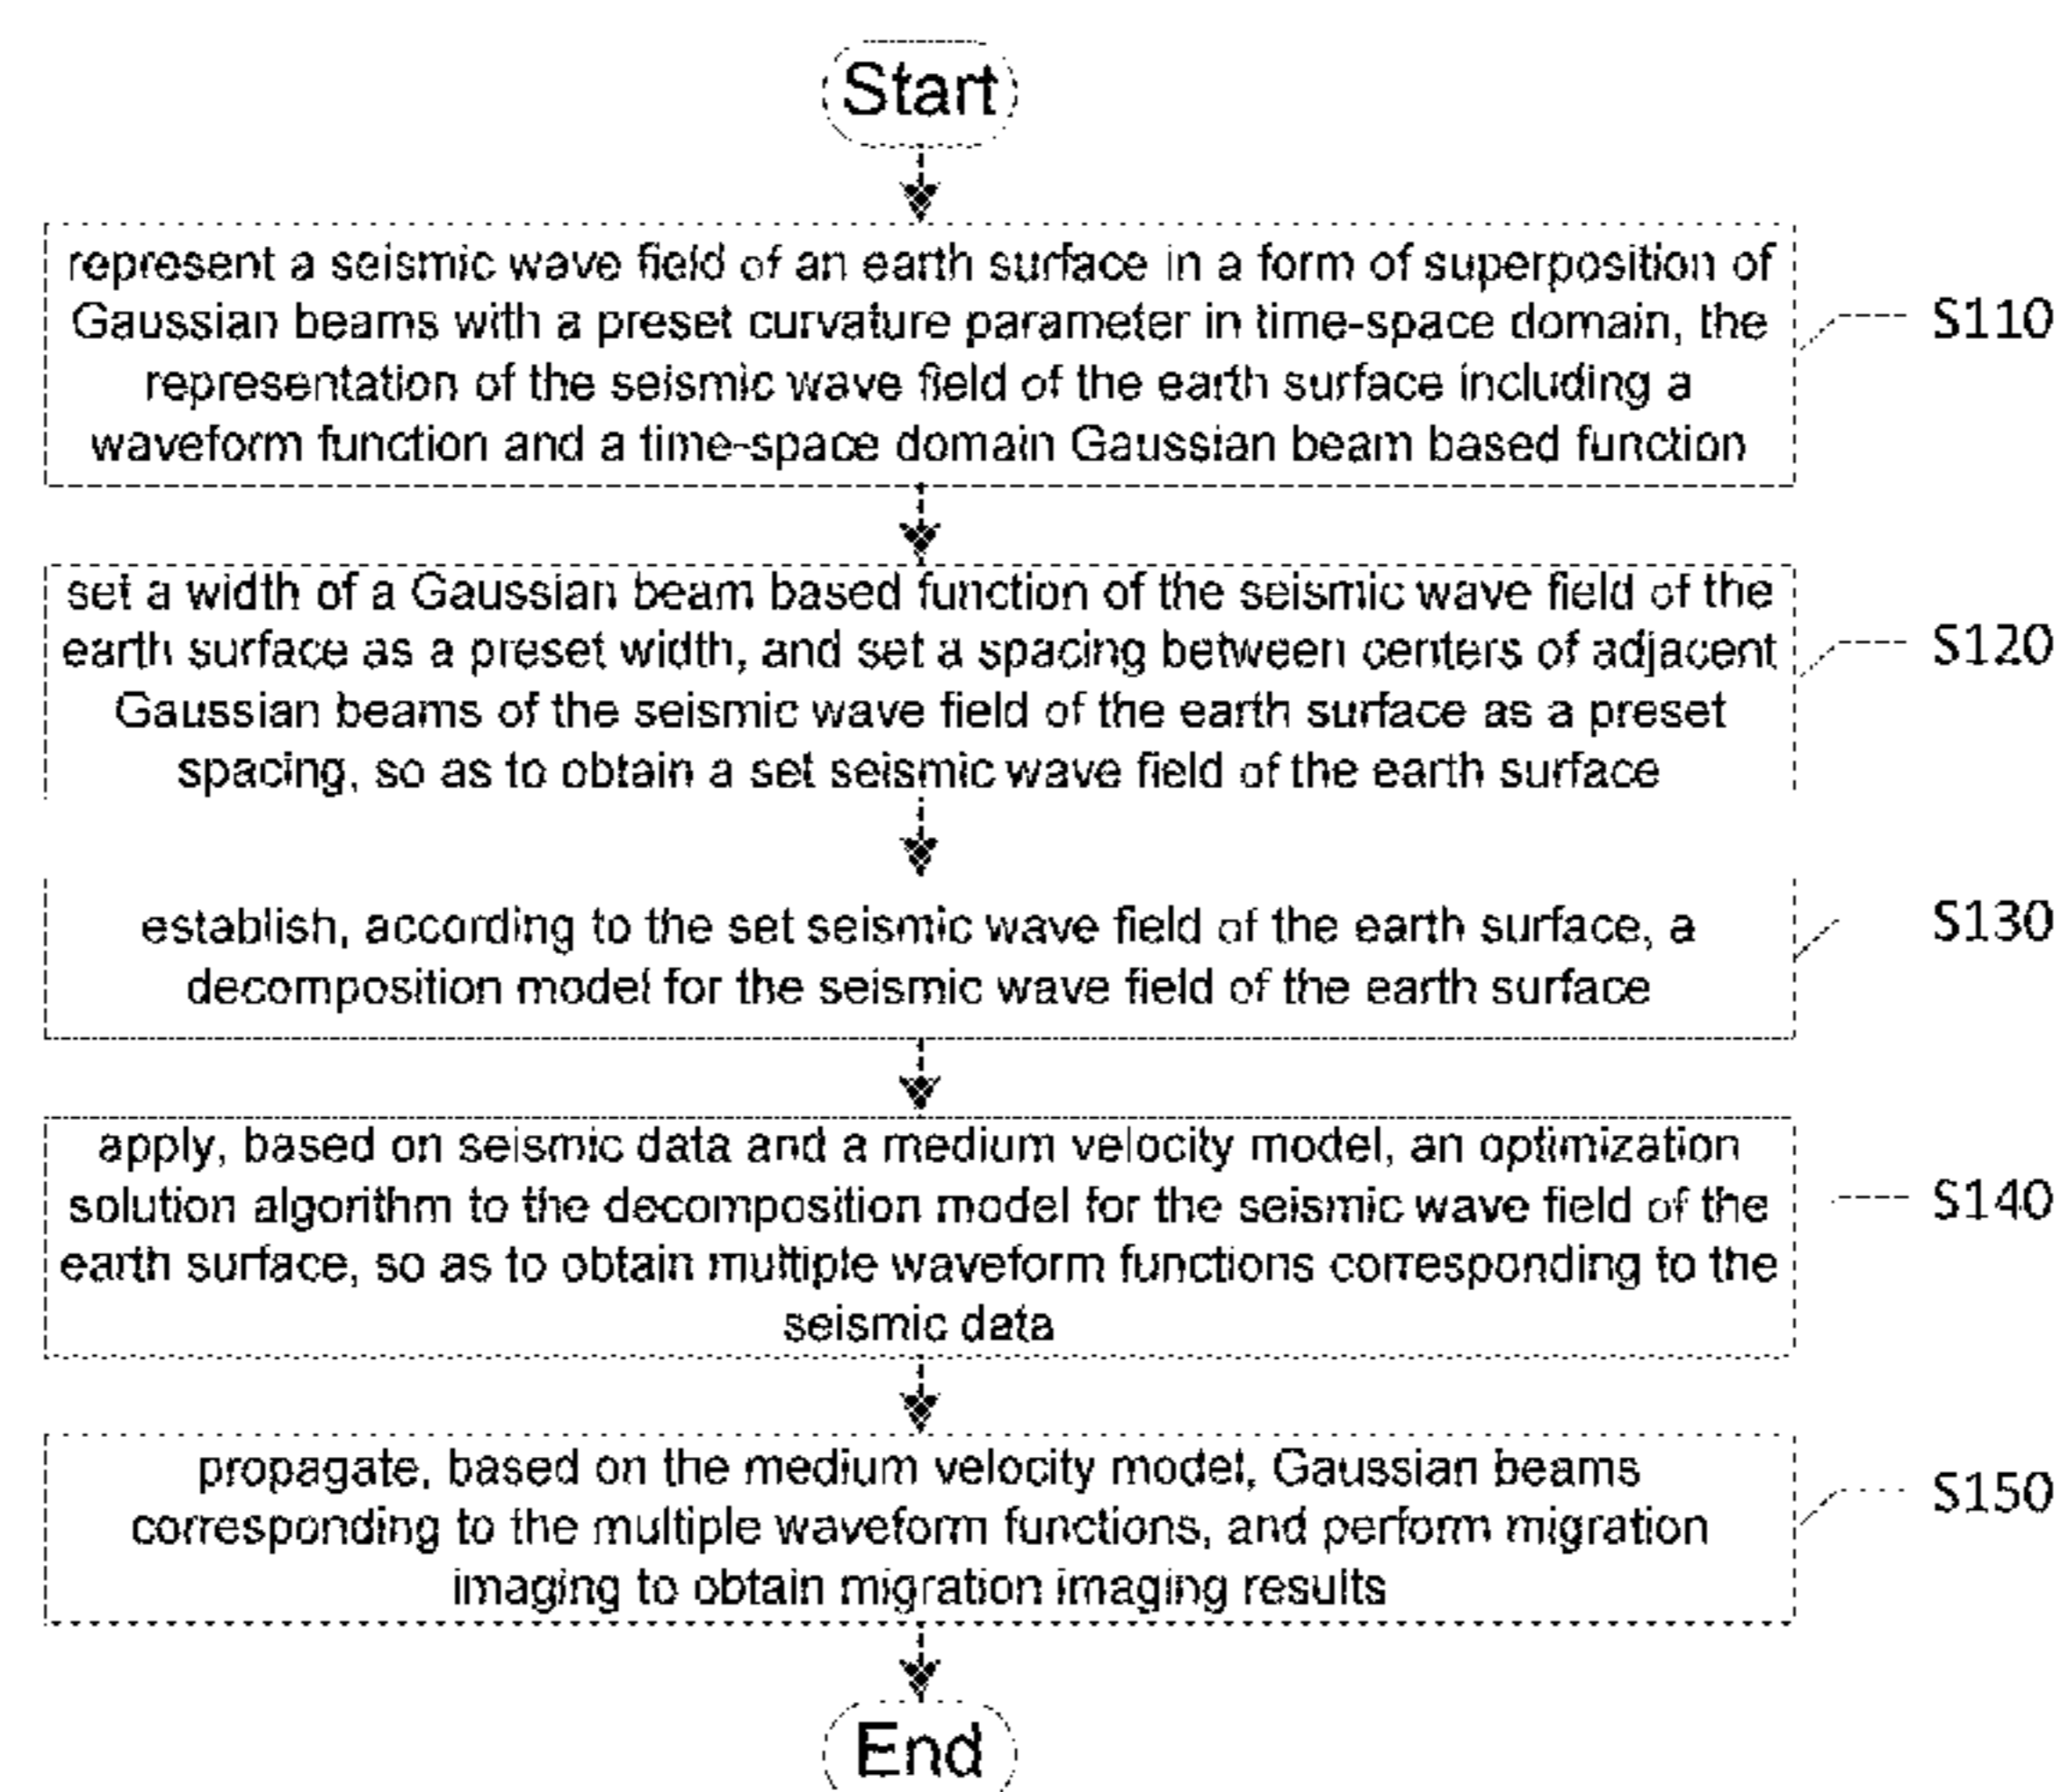 Start
represent a seismic wave field of an earth surface in a form of superposition of
Gaussian beams with a preset curvature parameter in time-space domain, the
representation of the seismic wave field of the earth surface including a
waveform function and a time-space domain Gaussian beam based function
S110
set a width of a Gaussian beam based function of the seismic wave field of the
earth surface as a preset width, and set a spacing between centers of adjacent
Gaussian beams of the seismic wave field of the earth surface as a preset
spacing, so as to obtain a set seismic wave field of the earth surface
S120
establish, according to the set seismic wave field of the earth surface, a
decomposition model for the seismic wave field of the earth surface
S130
apply, based on seismic data and a medium velocity model, an optimization
solution algorithm to the decomposition model for the seismic wave field of the
earth surface, so as to obtain multiple waveform functions corresponding to the
seismic data
S140
propagate, based on the medium velocity model, Gaussian beams
corresponding to the multiple waveform functions, and perform migration
imaging to obtain migration imaging results
S150
End